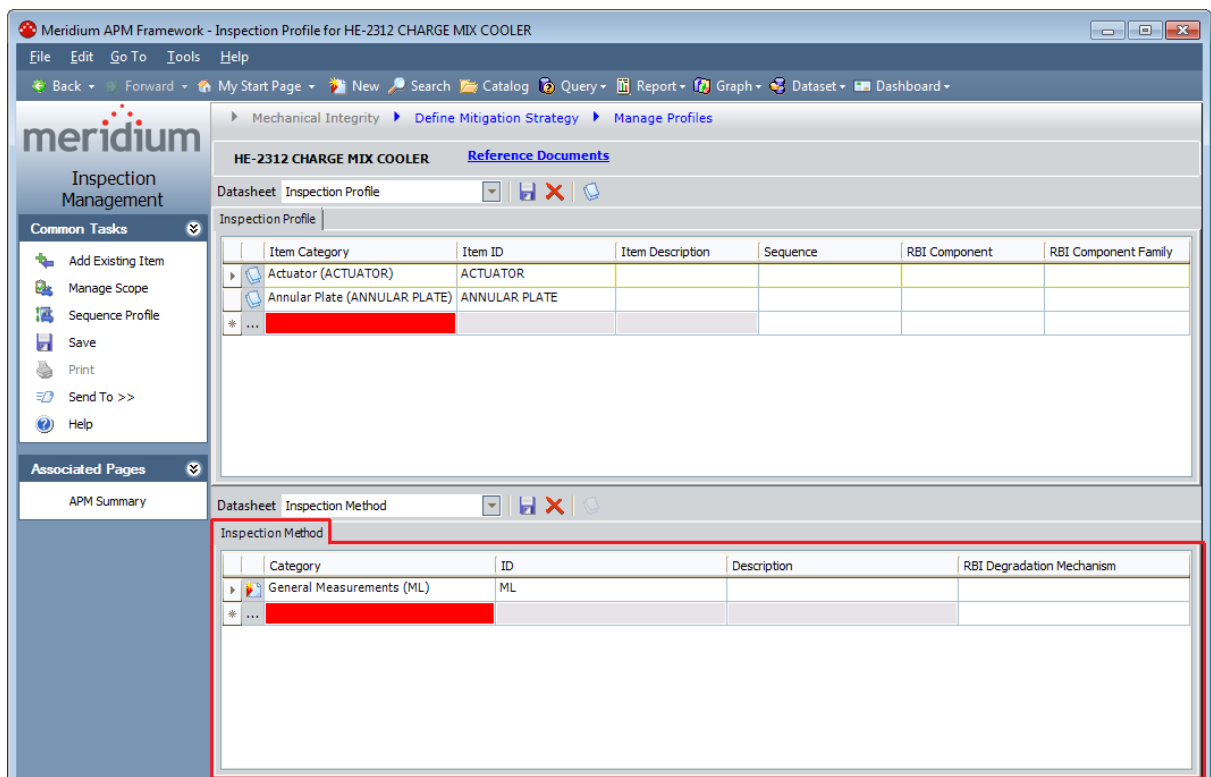 Meridium APM Framework - Inspection Profile for HE-2312 CHARGE MIX COOLER
File Edit Go To Tools Help
Back Forward My Start Page New Search Catalog Query Report Graph Dataset Dashboard
meridium
Inspection
Management
Common Tasks
Add Existing Item
Manage Scope
Sequence Profile
Save
Print
Send To >>
Help
Associated Pages
APM Summary
Mechanical Integrity Define Mitigation Strategy Manage Profiles
HE-2312 CHARGE MIX COOLER Reference Documents
Datasheet Inspection Profile
Inspection Profile
Item Category Item ID Item Description Sequence RBI Component RBI Component Family
Actuator (ACTUATOR) ACTUATOR
Annular Plate (ANNULAR PLATE) ANNULAR PLATE
* ...
Datasheet Inspection Method
Inspection Method
Category ID Description RBI Degradation Mechanism
General Measurements (ML) ML
* ...